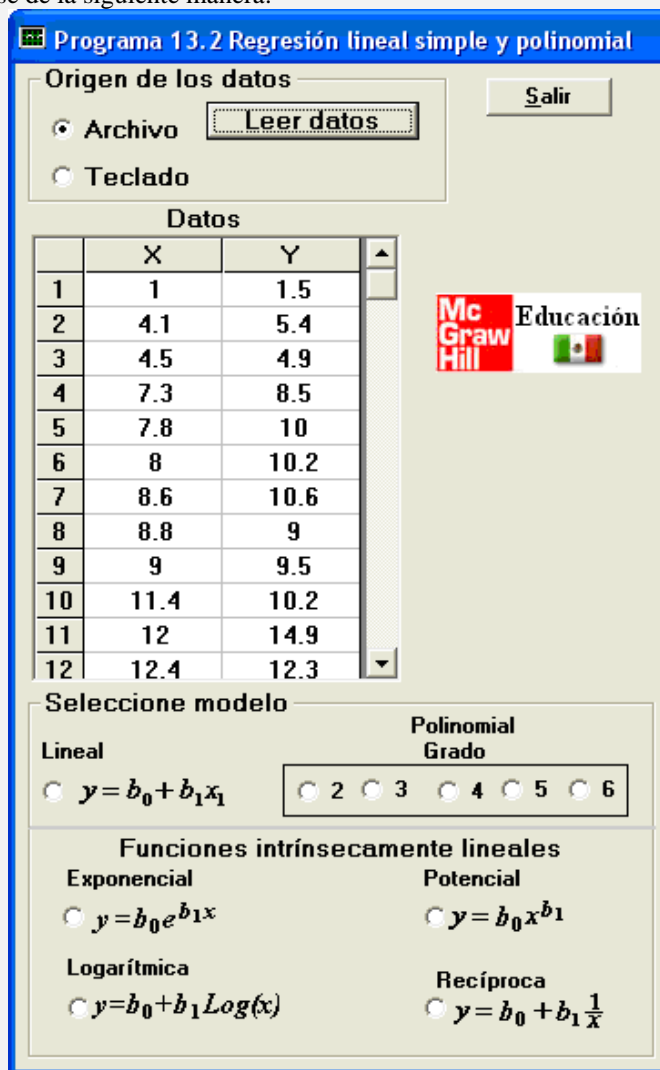 se de la siguiente manera:
Programa 13.2 Regresión lineal simple y polinomial
Origen de los datos
Archivo
Leer datos
Salir
Teclado
Datos
X Y
1 1 1.5
2 4.1 5.4
3 4.5 4.9
4 7.3 8.5
5 7.8 10
6 8 10.2
7 8.6 10.6
8 8.8 9
9 9 9.5
10 11.4 10.2
11 12 14.9
12 12.4 12.3
Mc
Graw
Hill
Educación
Seleccione modelo
Lineal
Polinomial
Grado
y = b₀ + b₁x₁
2 3 4 5 6
Funciones intrínsecamente lineales
Exponencial Potencial
y = b₀e^{b₁x} y = b₀x^{b₁}
Logarítmica Recíproca
y=b₀+b₁Log(x) y = b₀ + b₁ 1/x